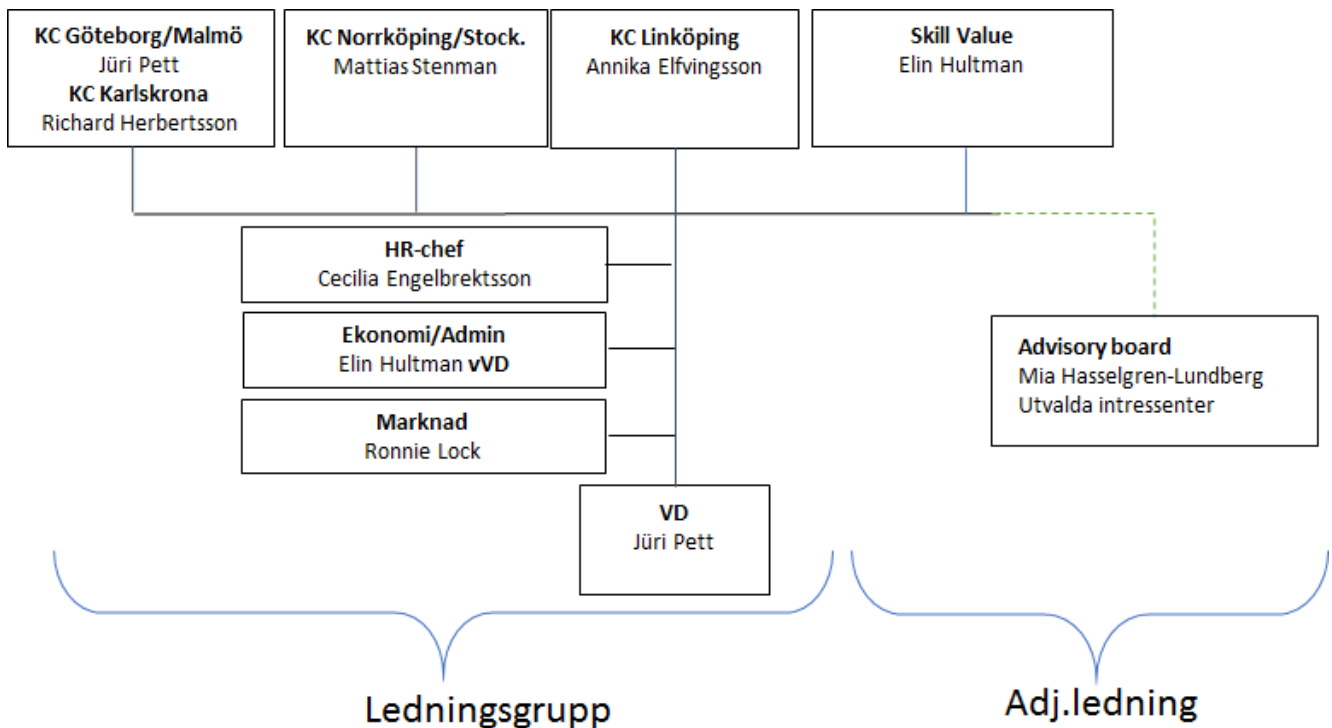 KC Göteborg/Malmö
Jüri Pett
KC Karlskrona
Richard Herbertsson
KC Norrköping/Stock.
Mattias Stenman
KC Linköping
Annika Elfvingsson
Skill Value
Elin Hultman
HR-chef
Cecilia Engelbrektsson
Ekonomi/Admin
Elin Hultman vVD
Marknad
Ronnie Lock
Advisory board
Mia Hasselgren-Lundberg
Utvalda intressenter
VD
Jüri Pett
Ledningsgrupp
Adj.ledning